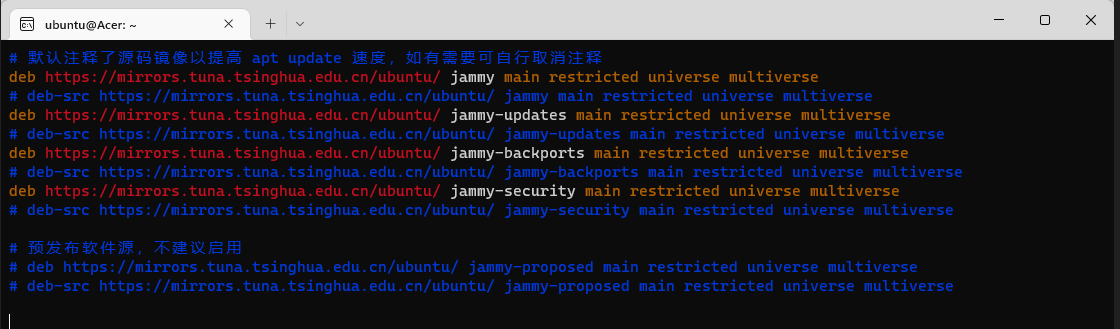 ubuntu@Acer: ~
# 默认注释了源码镜像以提高 apt update 速度，如有需要可自行取消注释
deb https://mirrors.tuna.tsinghua.edu.cn/ubuntu/ jammy main restricted universe multiverse
# deb-src https://mirrors.tuna.tsinghua.edu.cn/ubuntu/ jammy main restricted universe multiverse
deb https://mirrors.tuna.tsinghua.edu.cn/ubuntu/ jammy-updates main restricted universe multiverse
# deb-src https://mirrors.tuna.tsinghua.edu.cn/ubuntu/ jammy-updates main restricted universe multiverse
deb https://mirrors.tuna.tsinghua.edu.cn/ubuntu/ jammy-backports main restricted universe multiverse
# deb-src https://mirrors.tuna.tsinghua.edu.cn/ubuntu/ jammy-backports main restricted universe multiverse
deb https://mirrors.tuna.tsinghua.edu.cn/ubuntu/ jammy-security main restricted universe multiverse
# deb-src https://mirrors.tuna.tsinghua.edu.cn/ubuntu/ jammy-security main restricted universe multiverse
# 预发布软件源，不建议启用
# deb https://mirrors.tuna.tsinghua.edu.cn/ubuntu/ jammy-proposed main restricted universe multiverse
# deb-src https://mirrors.tuna.tsinghua.edu.cn/ubuntu/ jammy-proposed main restricted universe multiverse